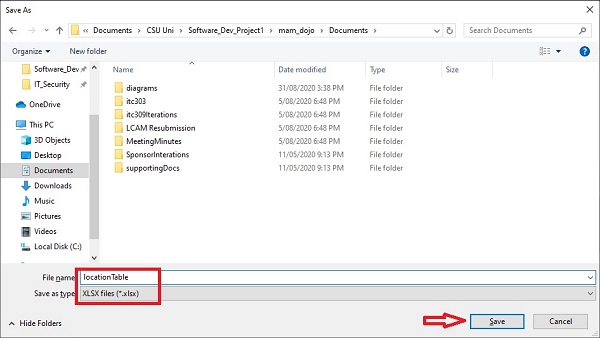 Save As
Documents > CSU Uni > Software_Dev_Project1 > mam_dojo > Documents >
Search Documents
Organize
New folder
Name
Date modified
Type
Size
Software_Dev
IT_Security
OneDrive
This PC
3D Objects
Desktop
Documents
Downloads
Music
Pictures
Videos
Local Disk (C:)
diagrams 31/08/2020 3:38 PM File folder
itc303 5/08/2020 6:48 PM File folder
itc309Iterations 5/08/2020 6:48 PM File folder
LCAM Resubmission 5/08/2020 6:48 PM File folder
MeetingMinutes 5/08/2020 6:48 PM File folder
SponsorInterations 11/05/2020 9:13 PM File folder
supportingDocs 11/05/2020 9:13 PM File folder
File name: locationTable
Save as type: XLSX files (*.xlsx)
Hide Folders
Save
Cancel